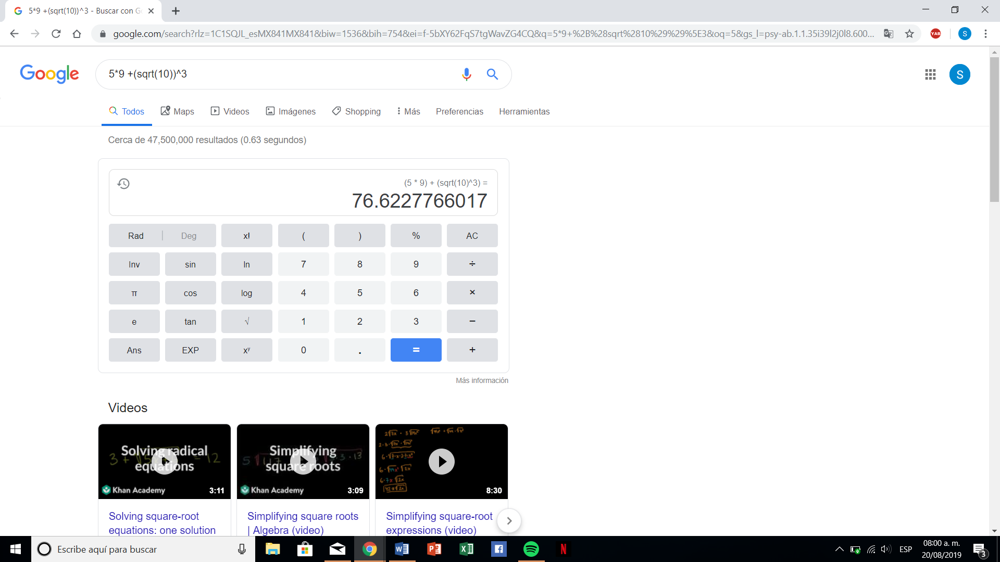 5*9 +(sqrt(10))^3 - Buscar con G
google.com/search?rlz=1C1SQJL_esMX841MX841&biw=1536&bih=754&ei=f-5bXY62FqS7tgWavZG4CQ&q=5*9+%2B%28sqrt%2810%29%29%5E3&oq=5&gs_l=psy-ab.1.1.35i39l2j0l8.600...
YAB
S
Google
5*9 +(sqrt(10))^3
S
Todos Maps Videos Imágenes Shopping Más Preferencias Herramientas
Cerca de 47,500,000 resultados (0.63 segundos)
(5 * 9) + (sqrt(10)^3) =
76.6227766017
Rad | Deg x! ( ) % AC
Inv sin ln 7 8 9 ÷
π cos log 4 5 6 ×
e tan √ 1 2 3 −
Ans EXP xʸ 0 . = +
Más información
Videos
Solving radical
equations
Khan Academy 3:11
Simplifying
square roots
Khan Academy 3:09
8:30
Solving square-root
equations: one solution
Simplifying square roots
| Algebra (video)
Simplifying square-root
expressions (video)
Escribe aquí para buscar
ESP
08:00 a. m.
20/08/2019
3